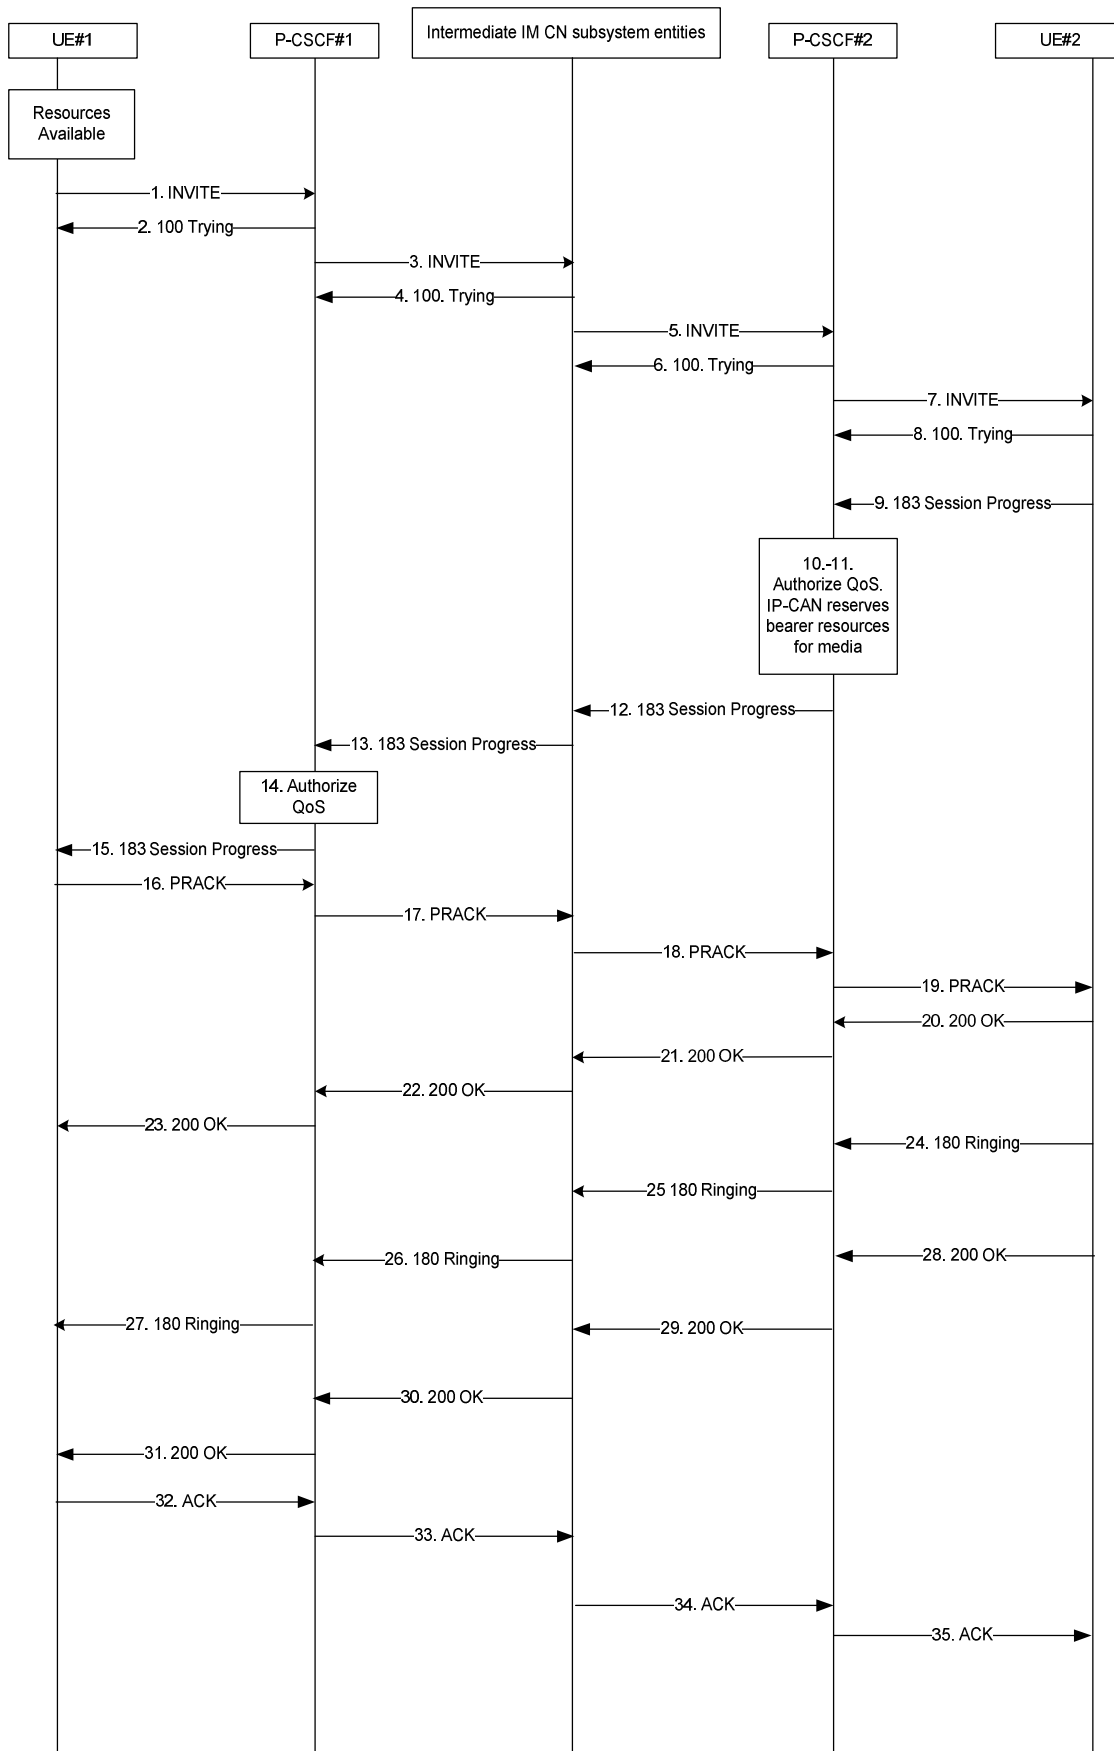 UE#1
P-CSCF#1
Intermediate IM CN subsystem entities
P-CSCF#2
UE#2
Resources
Available
1. INVITE
2. 100 Trying
3. INVITE
4. 100. Trying
5. INVITE
6. 100. Trying
7. INVITE
8. 100. Trying
9. 183 Session Progress
10.-11.
Authorize QoS.
IP-CAN reserves
bearer resources
for media
12. 183 Session Progress
13. 183 Session Progress
14. Authorize
QoS
15. 183 Session Progress
16. PRACK
17. PRACK
18. PRACK
19. PRACK
20. 200 OK
21. 200 OK
22. 200 OK
23. 200 OK
24. 180 Ringing
25 180 Ringing
28. 200 OK
26. 180 Ringing
27. 180 Ringing
29. 200 OK
30. 200 OK
31. 200 OK
32. ACK
33. ACK
34. ACK
35. ACK